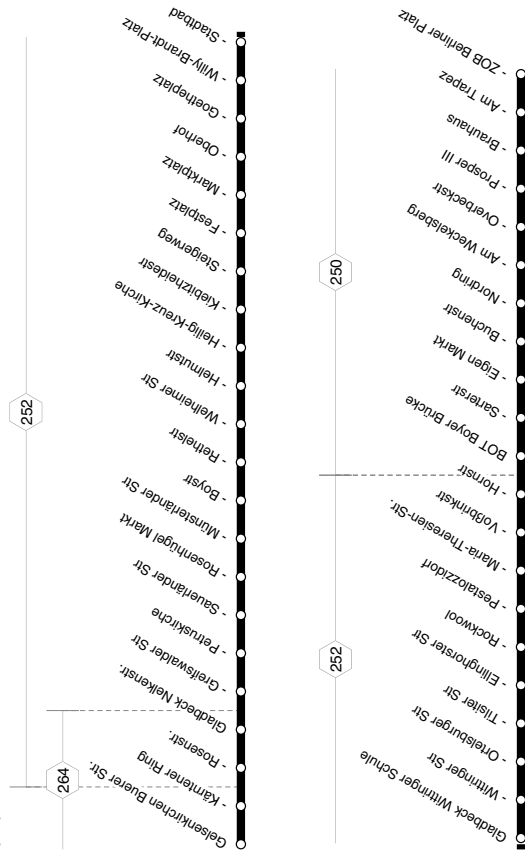 252
264
- Stadtbad
- Willy-Brandt-Platz
- Goetheplatz
- Oberhof
- Marktplatz
- Festplatz
- Steigerweg
- Kiebitzheidestr
- Heilig-Kreuz-Kirche
- Helmutstr
- Welheimer Str
- Rethelstr
- Boystr
- Münsterländer Str
- Rosenhügel Markt
- Sauerländer Str
- Petruskirche
- Greifswalder Str
Gladbeck Nelkenstr.
- Rosenstr.
- Kärntener Ring
Gelsenkirchen Buerer Str.
250
252
- ZOB Berliner Platz
- Am Trapez
- Brauhaus
- Prosper III
- Overbeckstr
- Am Weckelsberg
- Nordring
- Buchenstr
- Eigen Markt
- Sarterstr
BOT Boyer Brücke
- Hornstr
- Voßbrinkstr
- Maria-Theresien-Str.
- Pestalozzidorf
- Rockwool
- Ellinghorster Str
- Tilsiter Str
- Ortelsburger Str
- Wittringer Str
Gladbeck Wittringer Schule